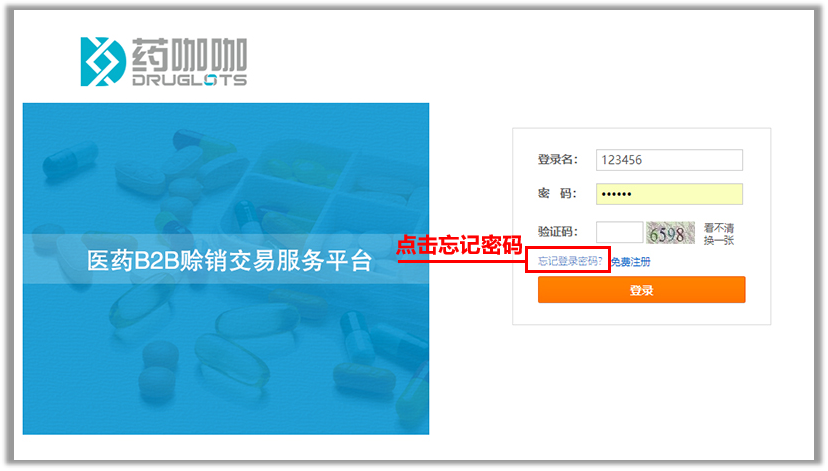 药咖咖
DRUGLOTS
医药B2B赊销交易服务平台
点击忘记密码
登录名： 123456
密 码： ••••••
验证码： 6598 看不清
换一张
忘记登录密码? 免费注册
登录